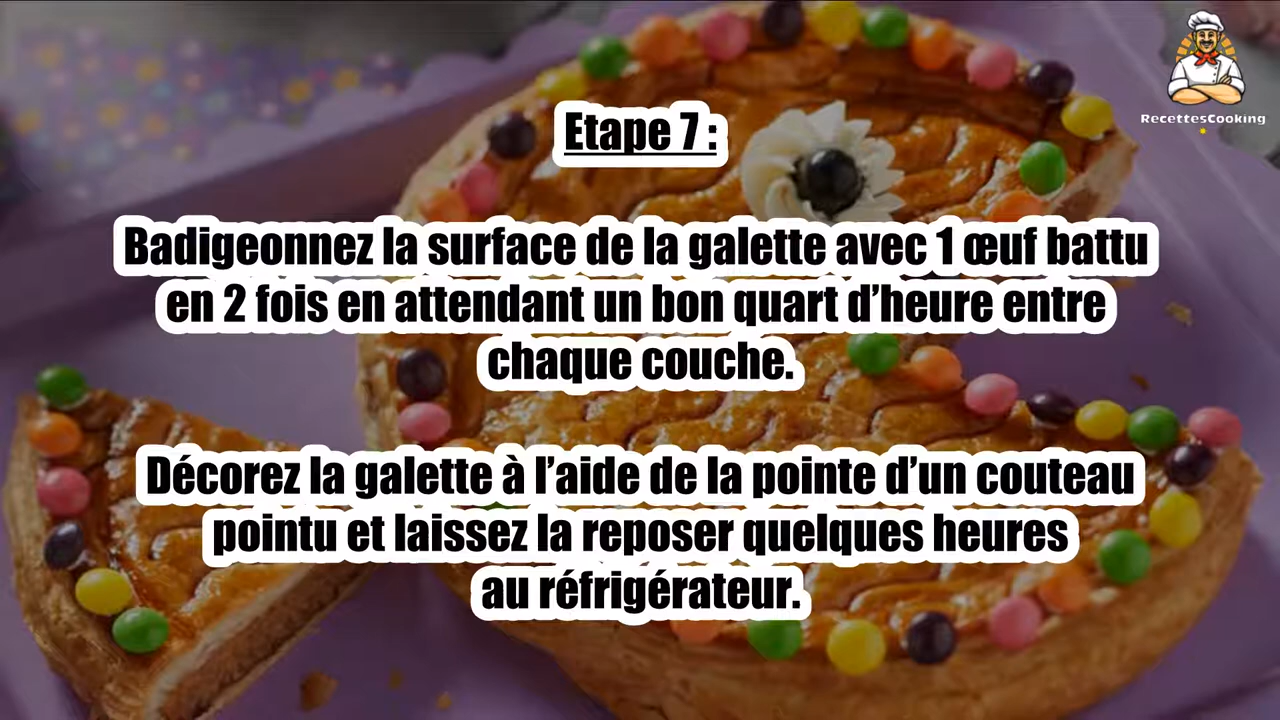 RecettesCooking
Etape 7 :
Badigeonnez la surface de la galette avec 1 œuf battu
en 2 fois en attendant un bon quart d’heure entre
chaque couche.
Décorez la galette à l’aide de la pointe d’un couteau
pointu et laissez la reposer quelques heures
au réfrigérateur.